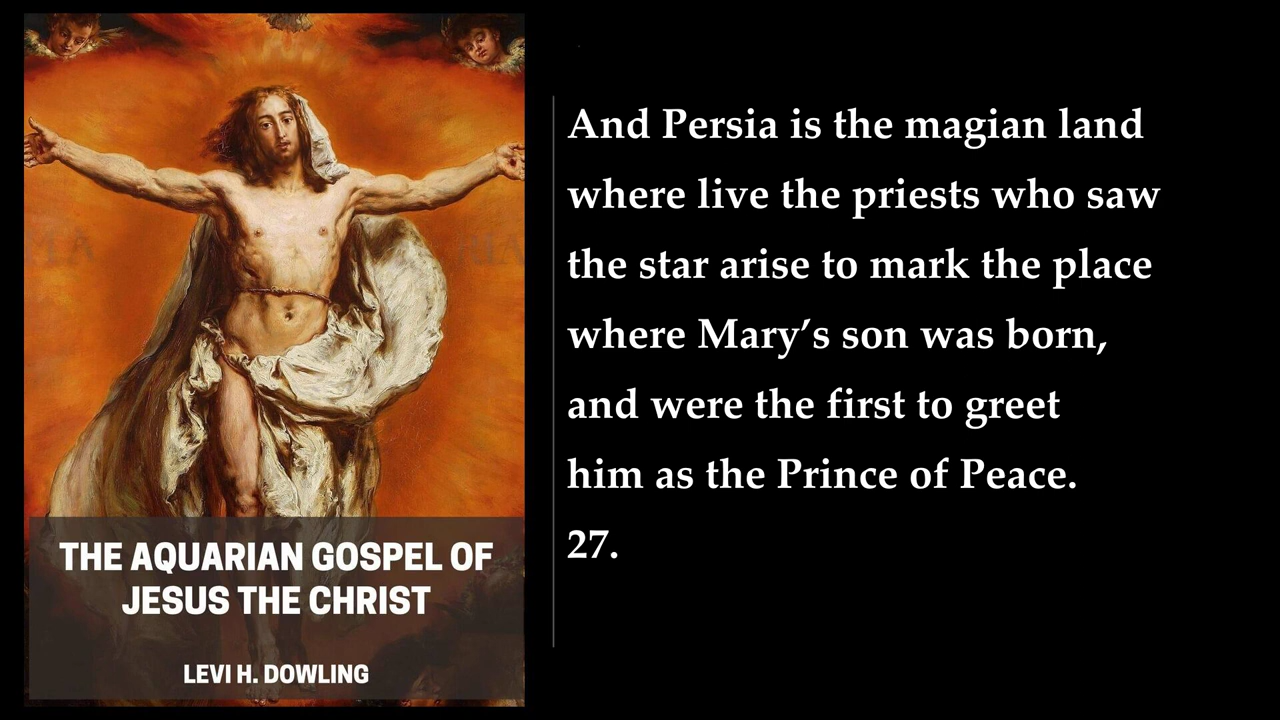 THE AQUARIAN GOSPEL OF
JESUS THE CHRIST
LEVI H. DOWLING
And Persia is the magian land
where live the priests who saw
the star arise to mark the place
where Mary’s son was born,
and were the first to greet
him as the Prince of Peace.
27.